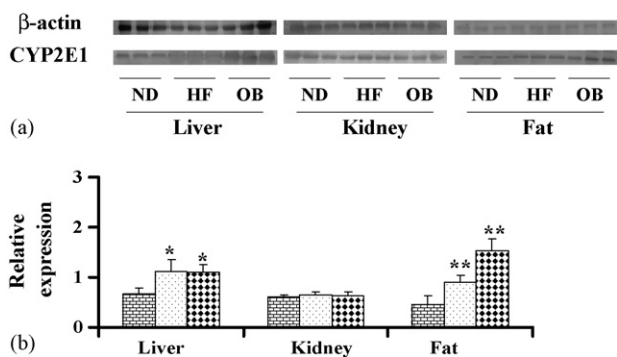 β-actin
CYP2E1
ND HF OB ND HF OB ND HF OB
(a) Liver Kidney Fat
3
2
1
0
Relative
expression
* * ** **
(b) Liver Kidney Fat